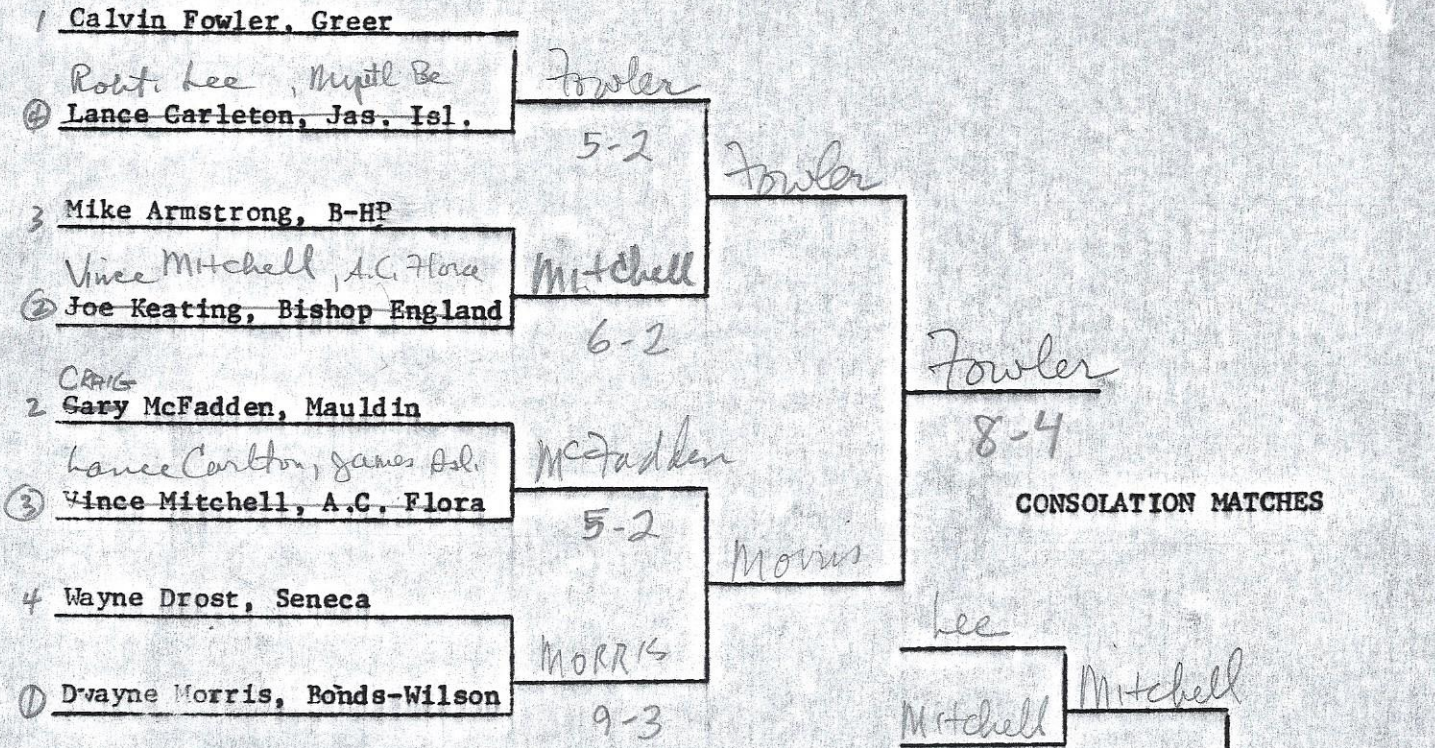 1 Calvin Fowler, Greer
Robt. Lee, Myrtl Be
④ Lance Carleton, Jas. Isl.
Fowler
5-2
3 Mike Armstrong, B-HP
Vince Mitchell, A.C. Flora
② Joe Keating, Bishop England
Mitchell
6-2
Fowler
CRAIG
2 Gary McFadden, Mauldin
Lance Carlton, James Isl.
③ Vince Mitchell, A.C. Flora
McFadden
5-2
4 Wayne Drost, Seneca
① Dwayne Morris, Bonds-Wilson
MORRIS
9-3
Morris
Fowler
8-4
CONSOLATION MATCHES
Lee
Mitchell
Mitchell